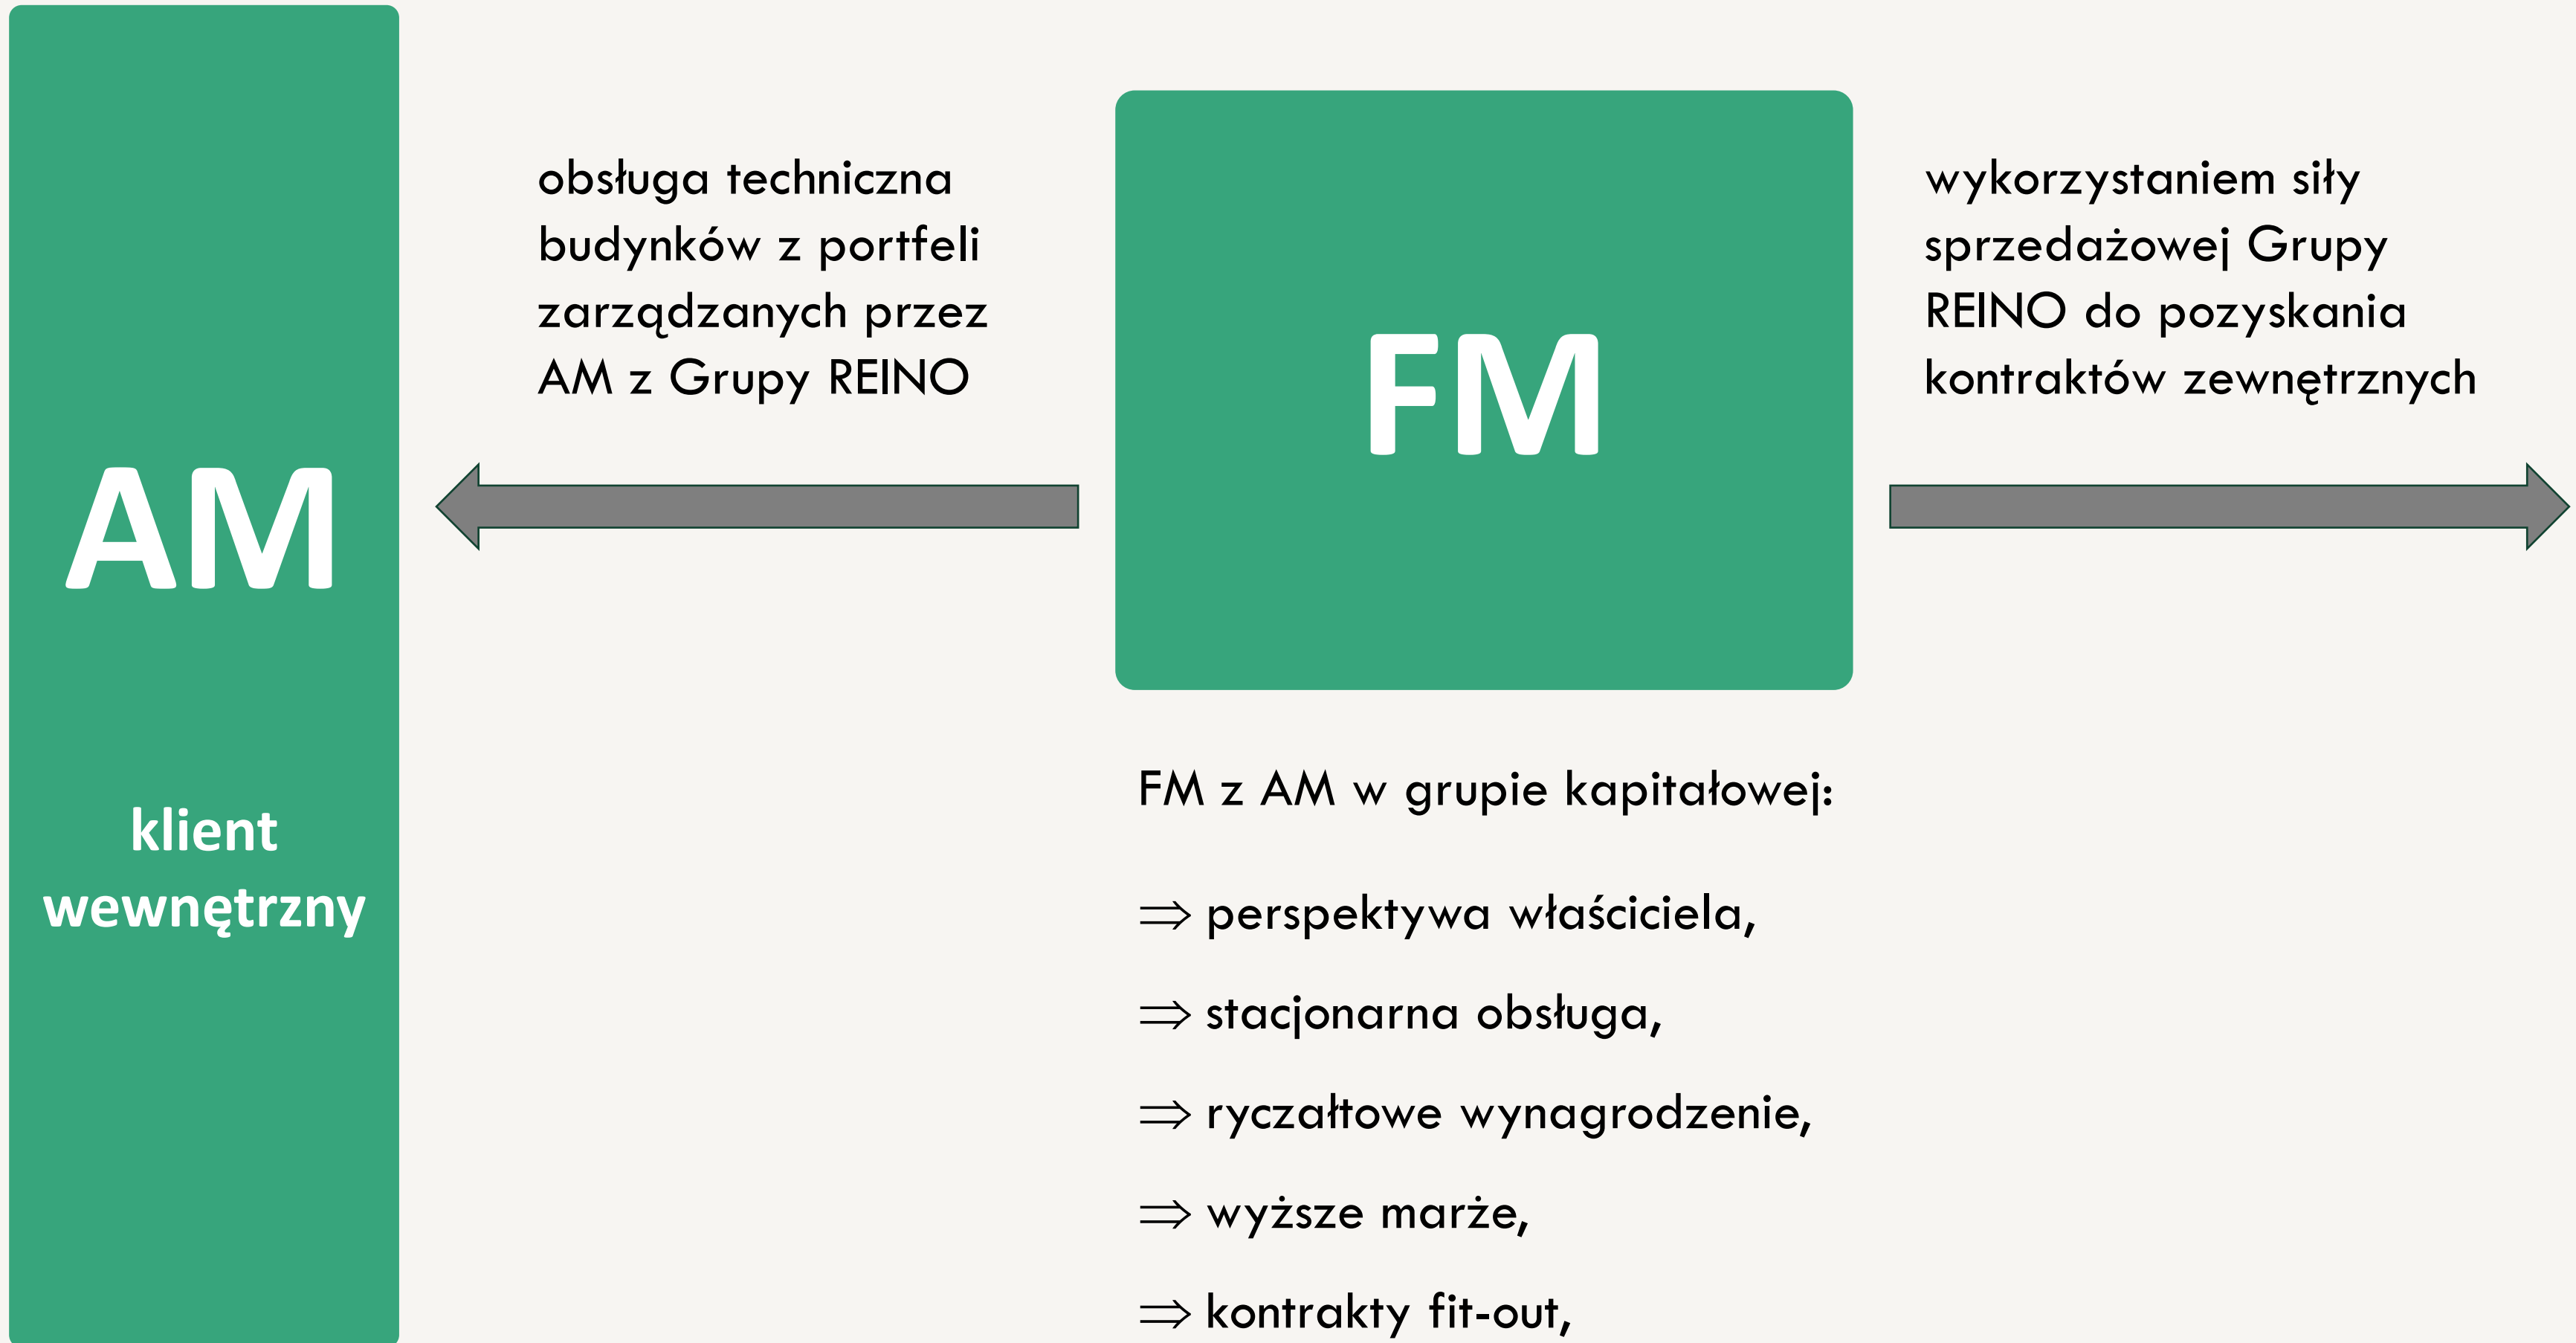 AM
klient
wewnętrzny
obsługa techniczna
budynków z portfeli
zarządzanych przez
AM z Grupy REINO
FM
wykorzystaniem siły
sprzedażowej Grupy
REINO do pozyskania
kontraktów zewnętrznych
FM z AM w grupie kapitałowej:
⇒ perspektywa właściciela,
⇒ stacjonarna obsługa,
⇒ ryczałtowe wynagrodzenie,
⇒ wyższe marże,
⇒ kontrakty fit-out,